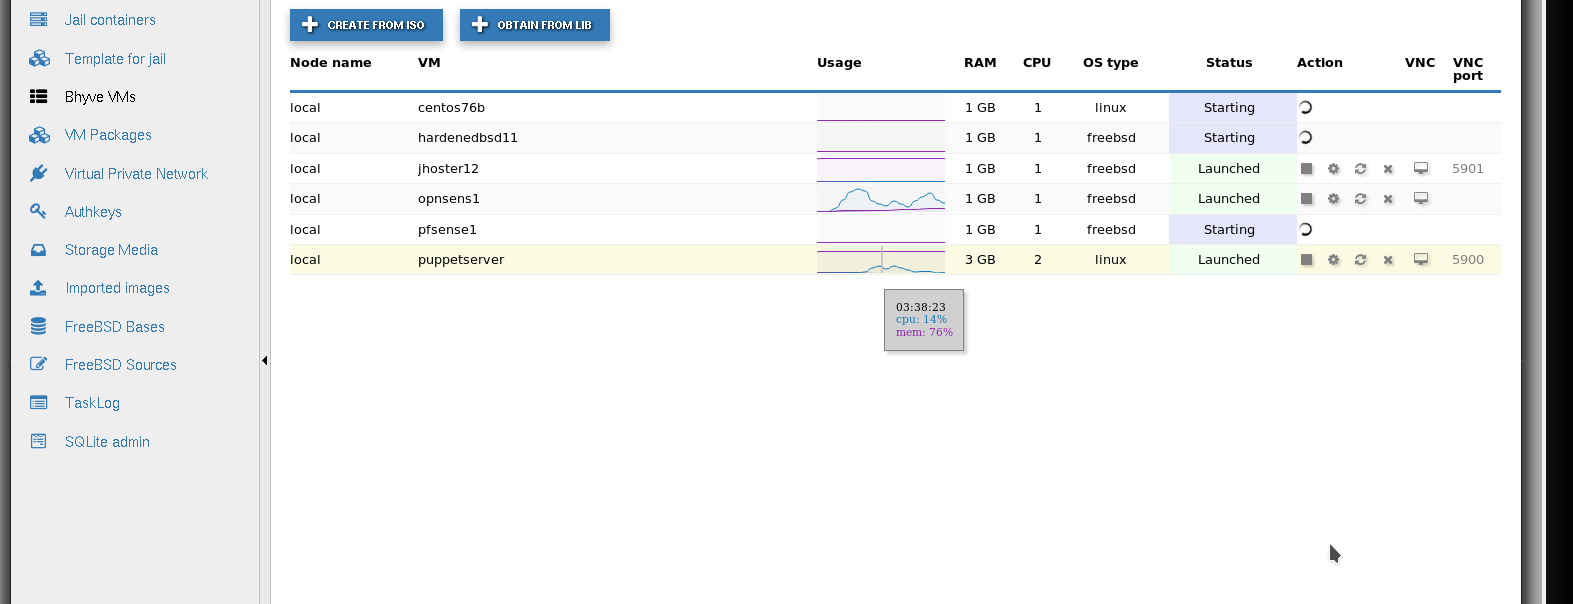 Jail containers
Template for jail
Bhyve VMs
VM Packages
Virtual Private Network
Authkeys
Storage Media
Imported images
FreeBSD Bases
FreeBSD Sources
TaskLog
SQLite admin
CREATE FROM ISO OBTAIN FROM LIB
Node name VM Usage RAM CPU OS type Status Action VNC VNC port
local centos76b 1 GB 1 linux Starting
local hardenedbsd11 1 GB 1 freebsd Starting
local jhoster12 1 GB 1 freebsd Launched 5901
local opnsens1 1 GB 1 freebsd Launched
local pfsense1 1 GB 1 freebsd Starting
local puppetserver 3 GB 2 linux Launched 5900
03:38:23
cpu: 14%
mem: 76%